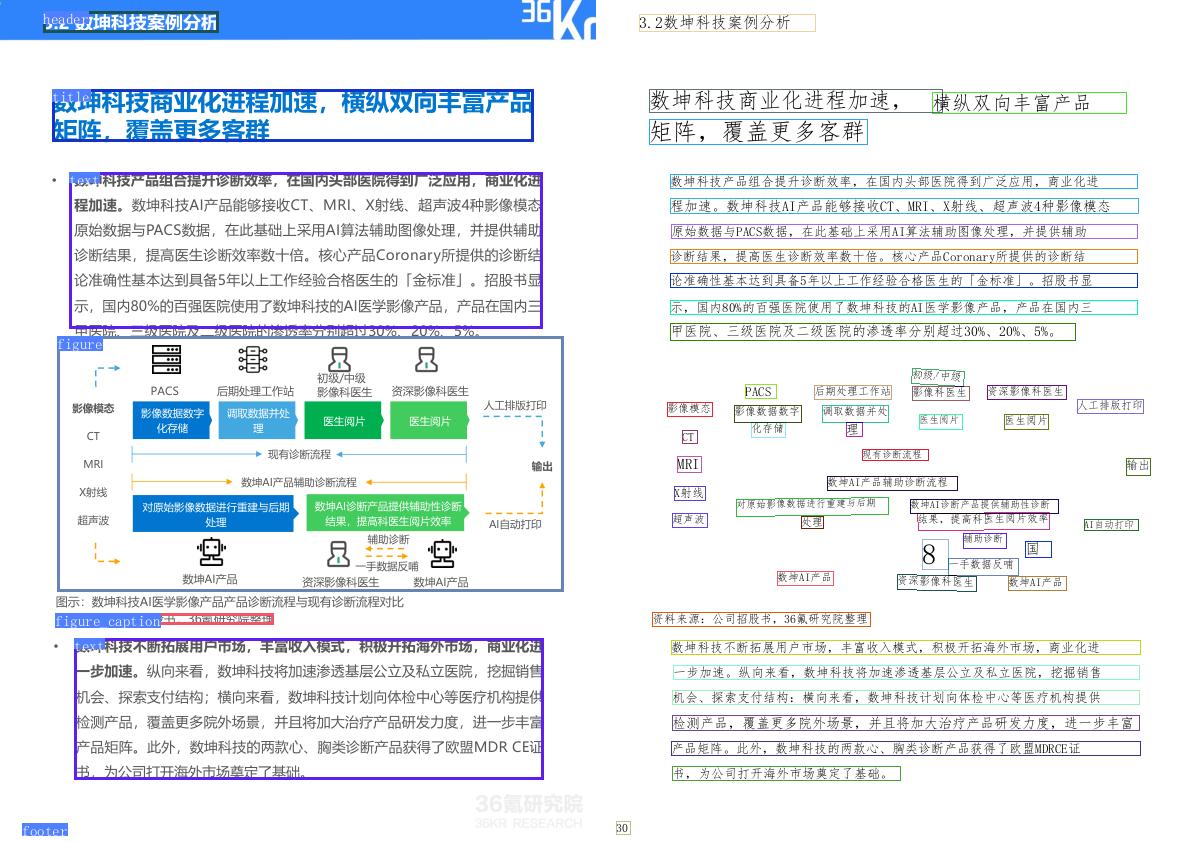 header
3.2 数坤科技案例分析
36Kr
title
数坤科技商业化进程加速，横纵双向丰富产品
矩阵，覆盖更多客群
text
• 数坤科技产品组合提升诊断效率，在国内头部医院得到广泛应用，商业化进
程加速。数坤科技AI产品能够接收CT、MRI、X射线、超声波4种影像模态
原始数据与PACS数据，在此基础上采用AI算法辅助图像处理，并提供辅助
诊断结果，提高医生诊断效率数十倍。核心产品Coronary所提供的诊断结
论准确性基本达到具备5年以上工作经验合格医生的「金标准」。招股书显
示，国内80%的百强医院使用了数坤科技的AI医学影像产品，产品在国内三
甲医院、三级医院及二级医院的渗透率分别超过30%、20%、5%。
figure
PACS
后期处理工作站
初级/中级
影像科医生
资深影像科医生
影像模态
影像数据数字
化存储
调取数据并处
理
医生阅片
医生阅片
人工排版打印
CT
现有诊断流程
MRI
输出
数坤AI产品辅助诊断流程
X射线
对原始影像数据进行重建与后期
处理
数坤AI诊断产品提供辅助性诊断
结果，提高科医生阅片效率
超声波
AI自动打印
辅助诊断
一手数据反哺
数坤AI产品
资深影像科医生
数坤AI产品
图示：数坤科技AI医学影像产品产品诊断流程与现有诊断流程对比
figure_caption
书，36氪研究院整理
text
• 数坤科技不断拓展用户市场，丰富收入模式，积极开拓海外市场，商业化进
一步加速。纵向来看，数坤科技将加速渗透基层公立及私立医院，挖掘销售
机会、探索支付结构；横向来看，数坤科技计划向体检中心等医疗机构提供
检测产品，覆盖更多院外场景，并且将加大治疗产品研发力度，进一步丰富
产品矩阵。此外，数坤科技的两款心、胸类诊断产品获得了欧盟MDR CE证
书，为公司打开海外市场奠定了基础。
36氪研究院
36KR RESEARCH
footer
3.2数坤科技案例分析
数坤科技商业化进程加速，
横纵双向丰富产品
矩阵，覆盖更多客群
数坤科技产品组合提升诊断效率，在国内头部医院得到广泛应用，商业化进
程加速。数坤科技AI产品能够接收CT、MRI、X射线、超声波4种影像模态
原始数据与PACS数据，在此基础上采用AI算法辅助图像处理，并提供辅助
诊断结果，提高医生诊断效率数十倍。核心产品Coronary所提供的诊断结
论准确性基本达到具备5年以上工作经验合格医生的「金标准」。招股书显
示，国内80%的百强医院使用了数坤科技的AI医学影像产品，产品在国内三
甲医院、三级医院及二级医院的渗透率分别超过30%、20%、5%。
初级/中级
PACS
后期处理工作站
影像科医生
资深影像科医生
影像模态
影像数据数字
化存储
调取数据并处
理
医生阅片
医生阅片
人工排版打印
CT
现有诊断流程
MRI
输出
数坤AI产品辅助诊断流程
X射线
对原始影像数据进行重建与后期
处理
数坤AI诊断产品提供辅助性诊断
结果，提高科医生阅片效率
超声波
AI自动打印
辅助诊断
8
国
一手数据反哺
数坤AI产品
资深影像科医生
数坤AI产品
资料来源：公司招股书，36氪研究院整理
数坤科技不断拓展用户市场，丰富收入模式，积极开拓海外市场，商业化进
一步加速。纵向来看，数坤科技将加速渗透基层公立及私立医院，挖掘销售
机会、探索支付结构：横向来看，数坤科技计划向体检中心等医疗机构提供
检测产品，覆盖更多院外场景，并且将加大治疗产品研发力度，进一步丰富
产品矩阵。此外，数坤科技的两款心、胸类诊断产品获得了欧盟MDRCE证
书，为公司打开海外市场奠定了基础。
30